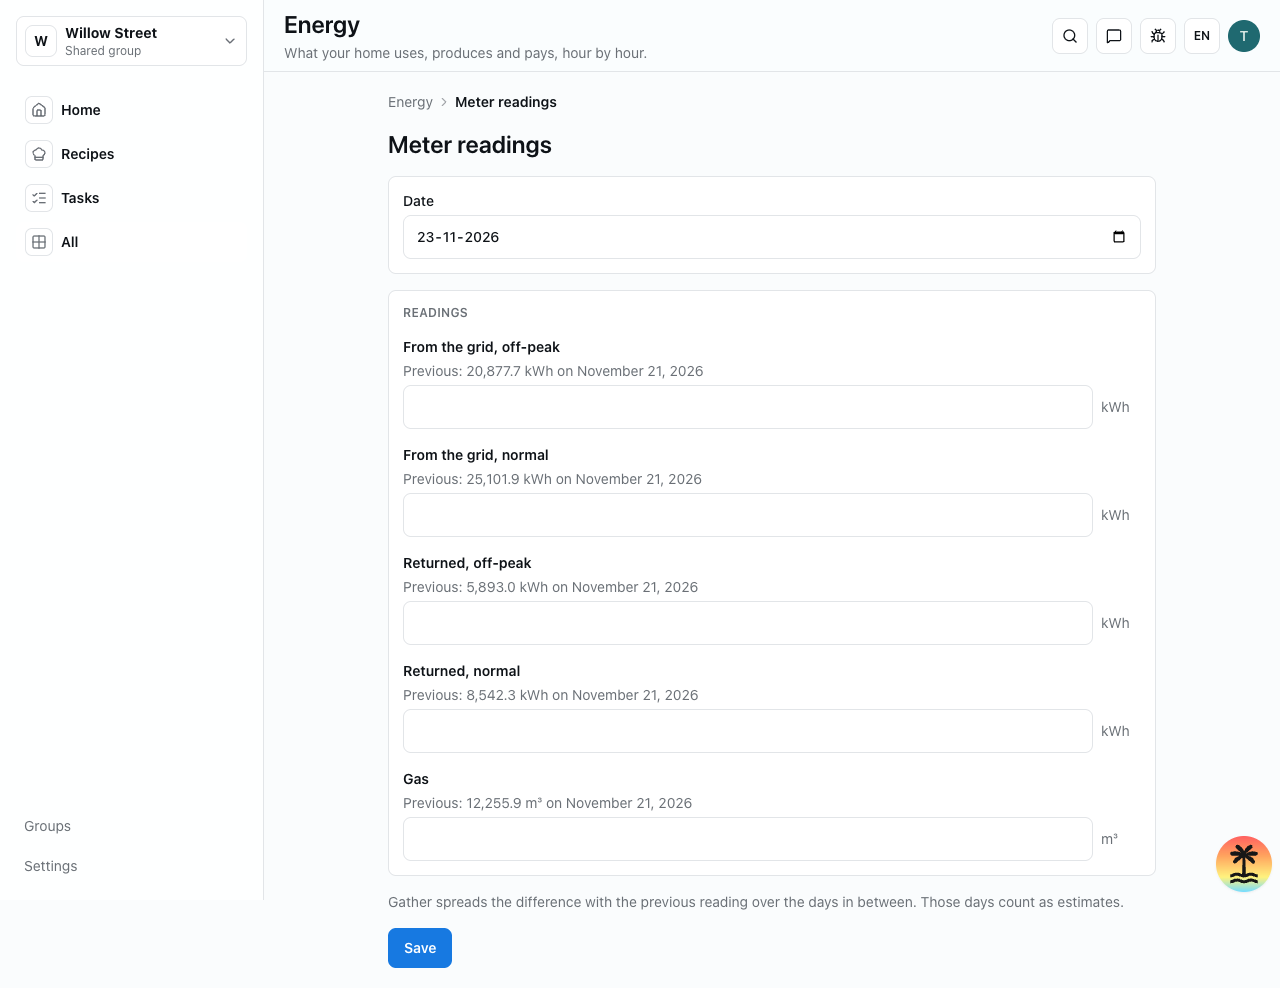 W
Willow Street
Shared group
Home
Recipes
Tasks
All
Groups
Settings
Energy
What your home uses, produces and pays, hour by hour.
EN
T
Energy > Meter readings
Meter readings
Date
23-11-2026
READINGS
From the grid, off-peak
Previous: 20,877.7 kWh on November 21, 2026
kWh
From the grid, normal
Previous: 25,101.9 kWh on November 21, 2026
kWh
Returned, off-peak
Previous: 5,893.0 kWh on November 21, 2026
kWh
Returned, normal
Previous: 8,542.3 kWh on November 21, 2026
kWh
Gas
Previous: 12,255.9 m³ on November 21, 2026
m³
Gather spreads the difference with the previous reading over the days in between. Those days count as estimates.
Save